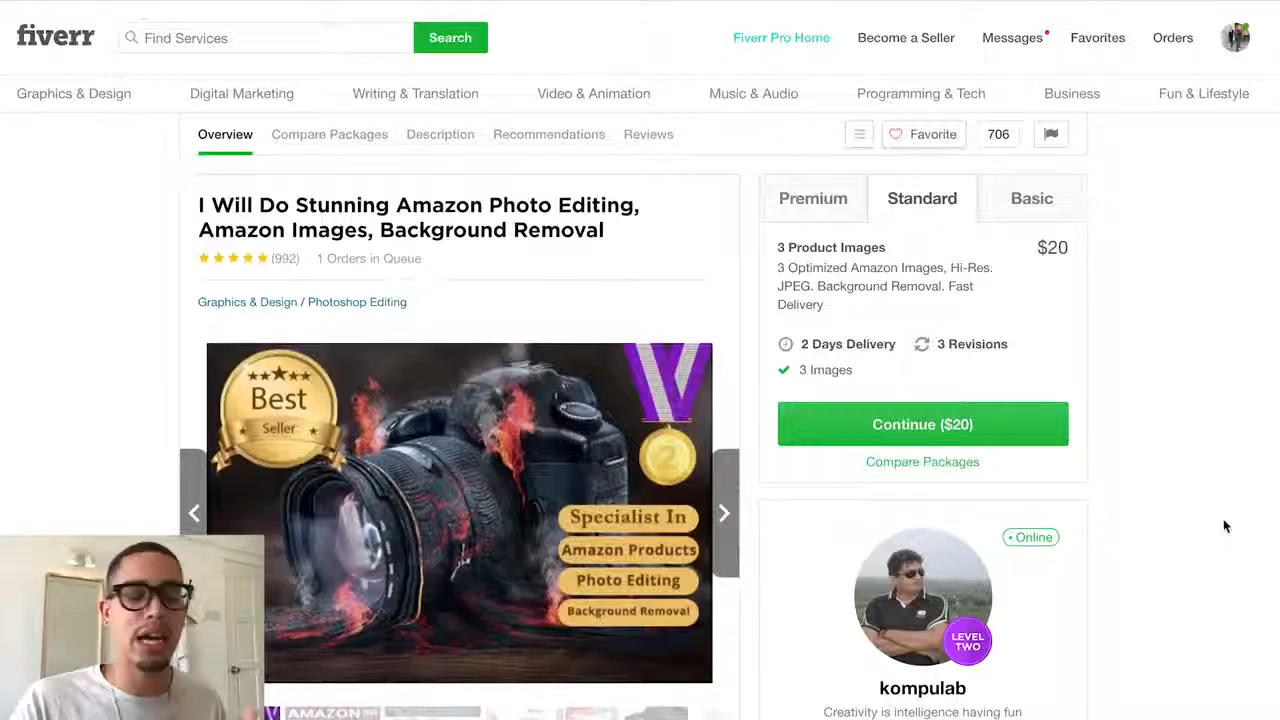 fiverr
Find Services
Search
Fiverr Pro Home
Become a Seller
Messages
Favorites
Orders
Graphics & Design
Digital Marketing
Writing & Translation
Video & Animation
Music & Audio
Programming & Tech
Business
Fun & Lifestyle
Overview
Compare Packages
Description
Recommendations
Reviews
Favorite
706
I Will Do Stunning Amazon Photo Editing,
Amazon Images, Background Removal
(992)
1 Orders in Queue
Graphics & Design / Photoshop Editing
Best
Seller
2
Specialist In
Amazon Products
Photo Editing
Background Removal
AMAZON
Premium
Standard
Basic
3 Product Images
$20
3 Optimized Amazon Images, Hi-Res.
JPEG. Background Removal. Fast
Delivery
2 Days Delivery
3 Revisions
3 Images
Continue ($20)
Compare Packages
• Online
LEVEL
TWO
kompulab
Creativity is intelligence having fun